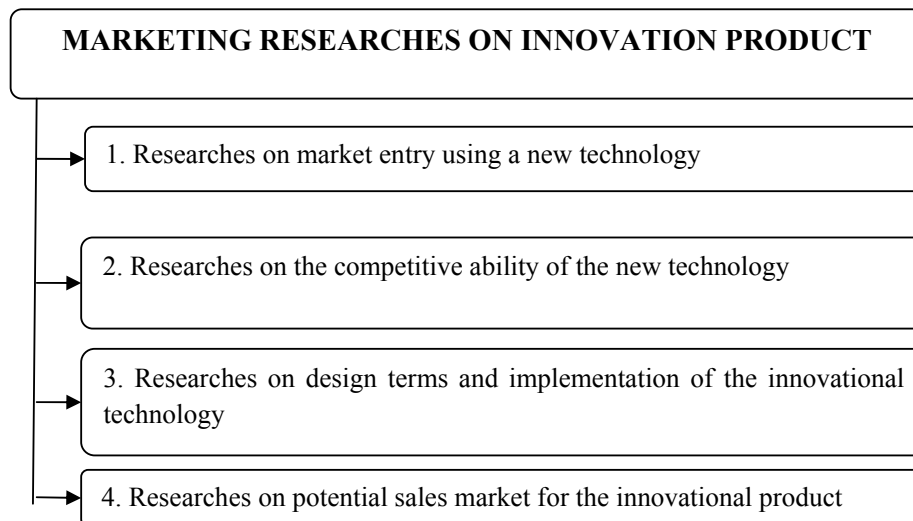 MARKETING RESEARCHES ON INNOVATION PRODUCT
1. Researches on market entry using a new technology
2. Researches on the competitive ability of the new technology
3. Researches on design terms and implementation of the innovational
technology
4. Researches on potential sales market for the innovational product